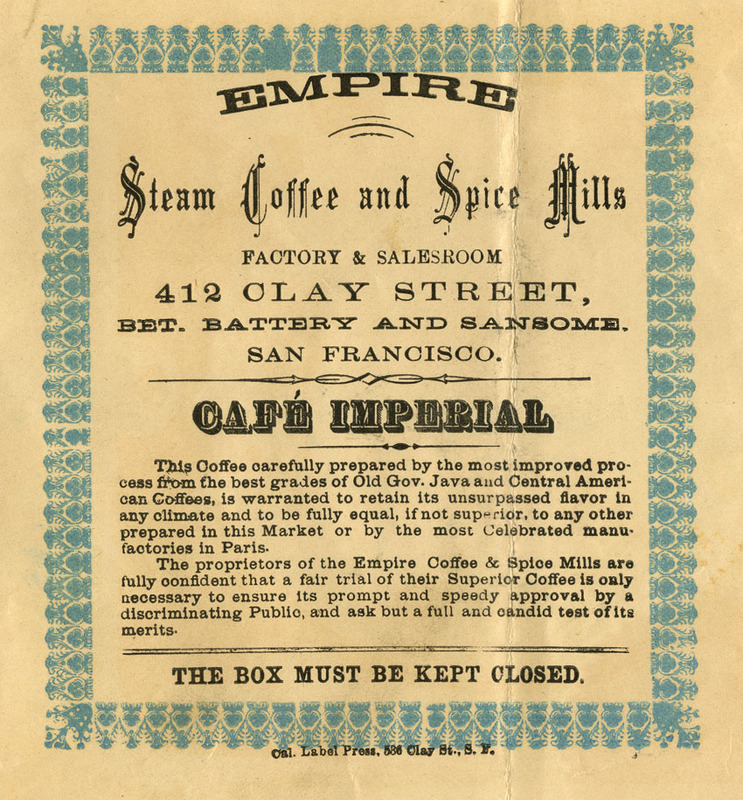 EMPIRE
Steam Coffee and Spice Mills
FACTORY & SALESROOM
412 CLAY STREET,
BET. BATTERY AND SANSOME.
SAN FRANCISCO.
CAFÉ IMPERIAL
This Coffee carefully prepared by the most improved pro-
cess from the best grades of Old Gov. Java and Central Ameri-
can Coffees, is warranted to retain its unsurpassed flavor in
any climate and to be fully equal, if not superior, to any other
prepared in this Market or by the most Celebrated manu-
factories in Paris.
The proprietors of the Empire Coffee & Spice Mills are
fully confident that a fair trial of their Superior Coffee is only
necessary to ensure its prompt and speedy approval by a
discriminating Public, and ask but a full and candid test of its
merits.
THE BOX MUST BE KEPT CLOSED.
Cal. Label Press, 536 Clay St., S. F.